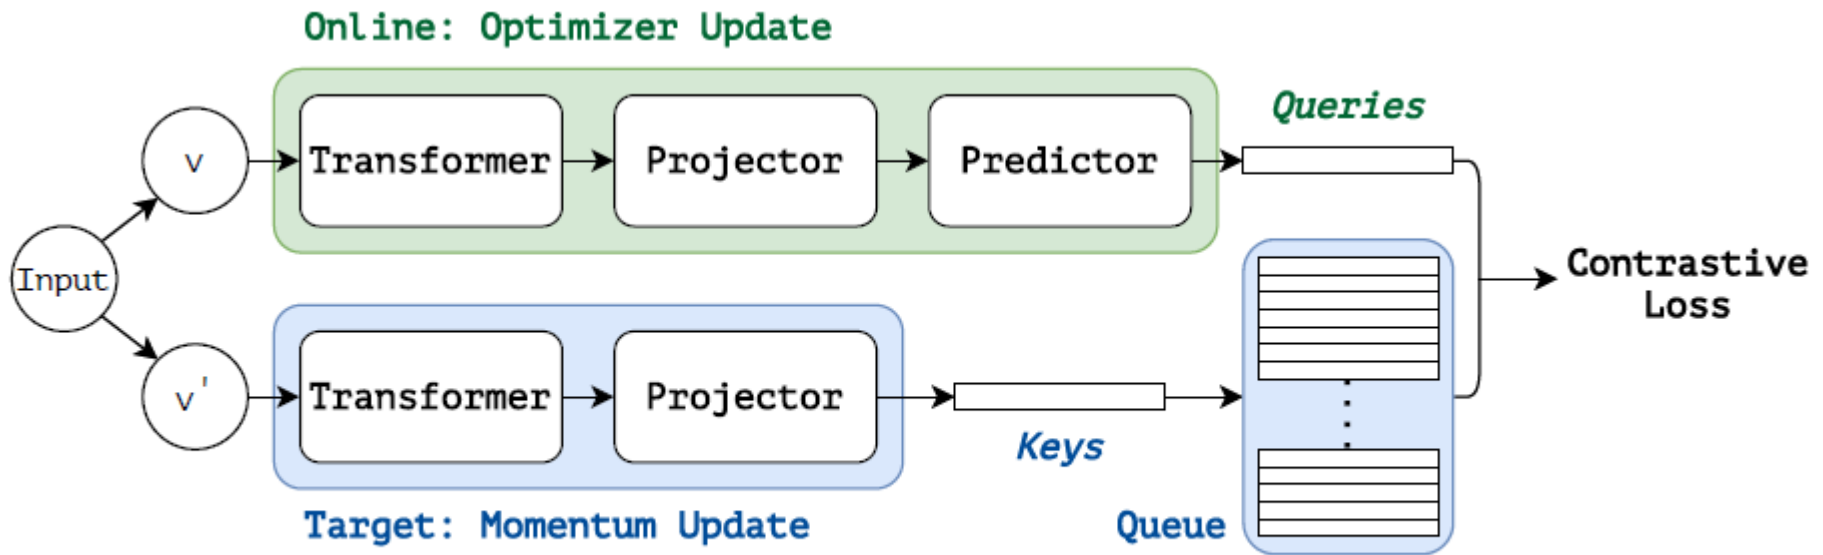 Online: Optimizer Update
Queries
v
Transformer
Projector
Predictor
Input
Contrastive
Loss
v'
Transformer
Projector
Keys
Target: Momentum Update
Queue